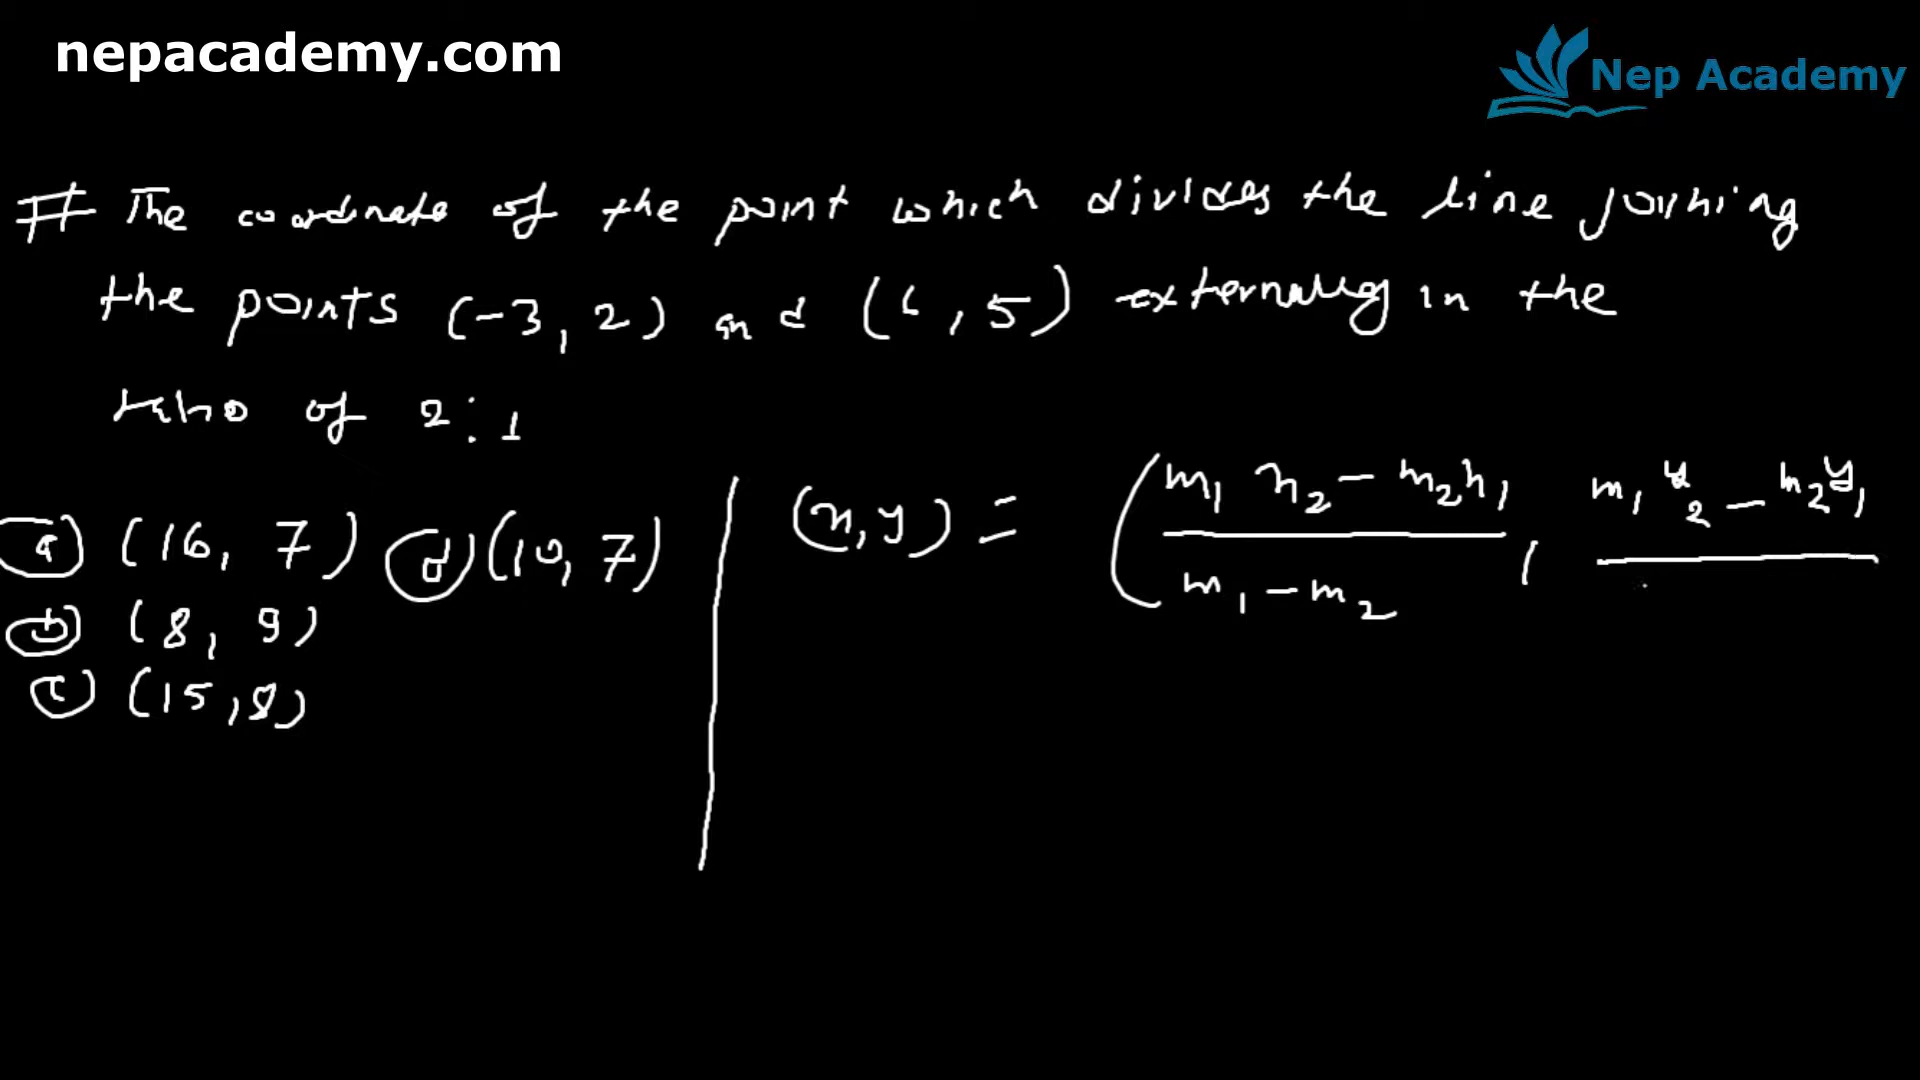 nepacademy.com
Nep Academy
# The coordinate of the point which divides the line joining
the points (-3, 2) and (6, 5) externally in the
ratio of 2:1
a) (16, 7) d) (10, 7)
b) (8, 9)
c) (15, 8)
(x, y) = ( m₁ x₂ - m₂ x₁ / m₁ - m₂ , m₁ y₂ - m₂ y₁ /